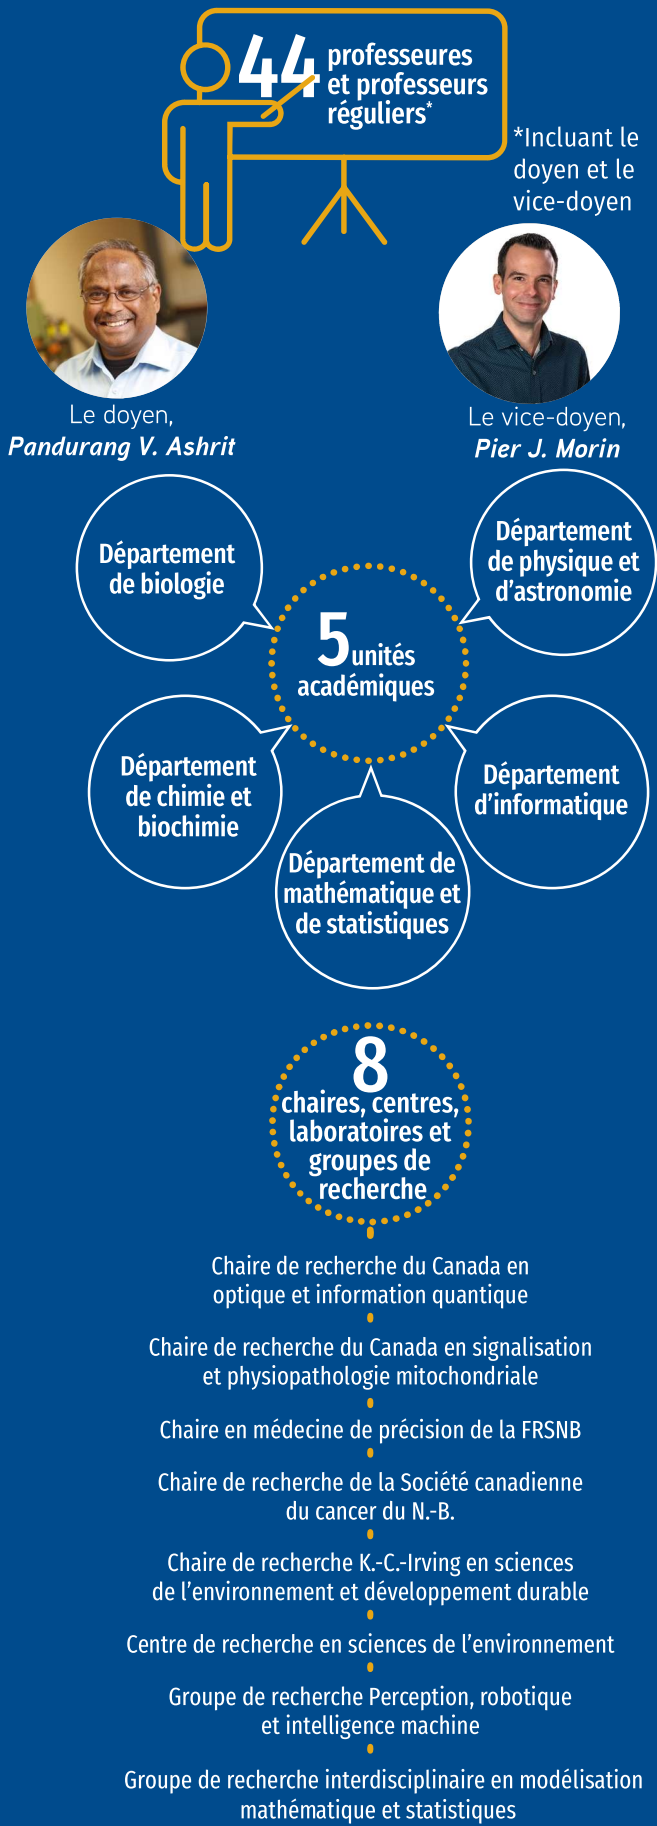 44 professeures
et professeurs
réguliers*
*Incluant le
doyen et le
vice-doyen
Le doyen,
Pandurang V. Ashrit
Le vice-doyen,
Pier J. Morin
Département
de biologie
Département
de physique et
d’astronomie
5 unités
académiques
Département
de chimie et
biochimie
Département
d’informatique
Département de
mathématique et
de statistiques
8
chaires, centres,
laboratoires et
groupes de
recherche
Chaire de recherche du Canada en
optique et information quantique
Chaire de recherche du Canada en signalisation
et physiopathologie mitochondriale
Chaire en médecine de précision de la FRSNB
Chaire de recherche de la Société canadienne
du cancer du N.-B.
Chaire de recherche K.-C.-Irving en sciences
de l’environnement et développement durable
Centre de recherche en sciences de l’environnement
Groupe de recherche Perception, robotique
et intelligence machine
Groupe de recherche interdisciplinaire en modélisation
mathématique et statistiques